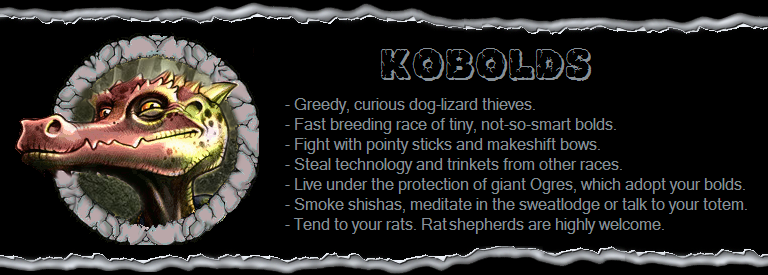 KOBOLDS
- Greedy, curious dog-lizard thieves.
- Fast breeding race of tiny, not-so-smart bolds.
- Fight with pointy sticks and makeshift bows.
- Steal technology and trinkets from other races.
- Live under the protection of giant Ogres, which adopt your bolds.
- Smoke shishas, meditate in the sweatlodge or talk to your totem.
- Tend to your rats. Rat shepherds are highly welcome.